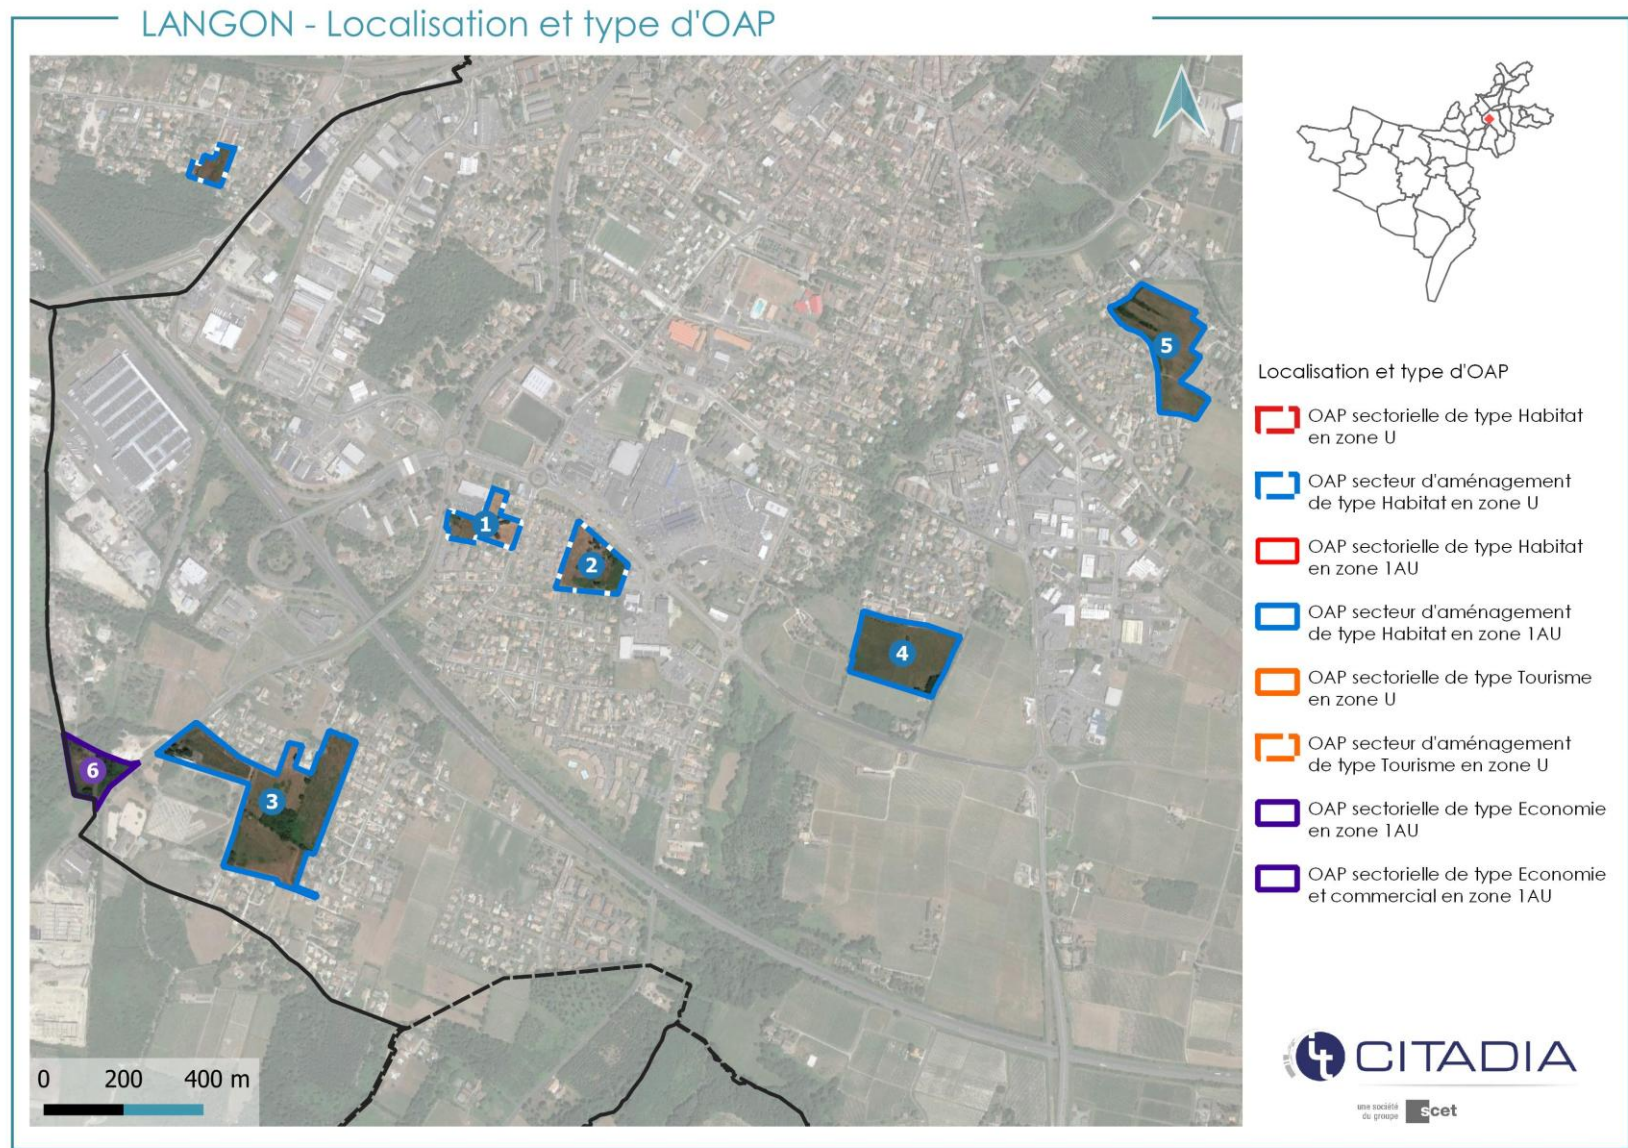 LANGON - Localisation et type d'OAP
5
1
2
4
6
3
0 200 400 m
Localisation et type d'OAP
OAP sectorielle de type Habitat
en zone U
OAP secteur d'aménagement
de type Habitat en zone U
OAP sectorielle de type Habitat
en zone 1AU
OAP secteur d'aménagement
de type Habitat en zone 1AU
OAP sectorielle de type Tourisme
en zone U
OAP secteur d'aménagement
de type Tourisme en zone U
OAP sectorielle de type Economie
en zone 1AU
OAP sectorielle de type Economie
et commercial en zone 1AU
CITADIA
une société
du groupe
scet